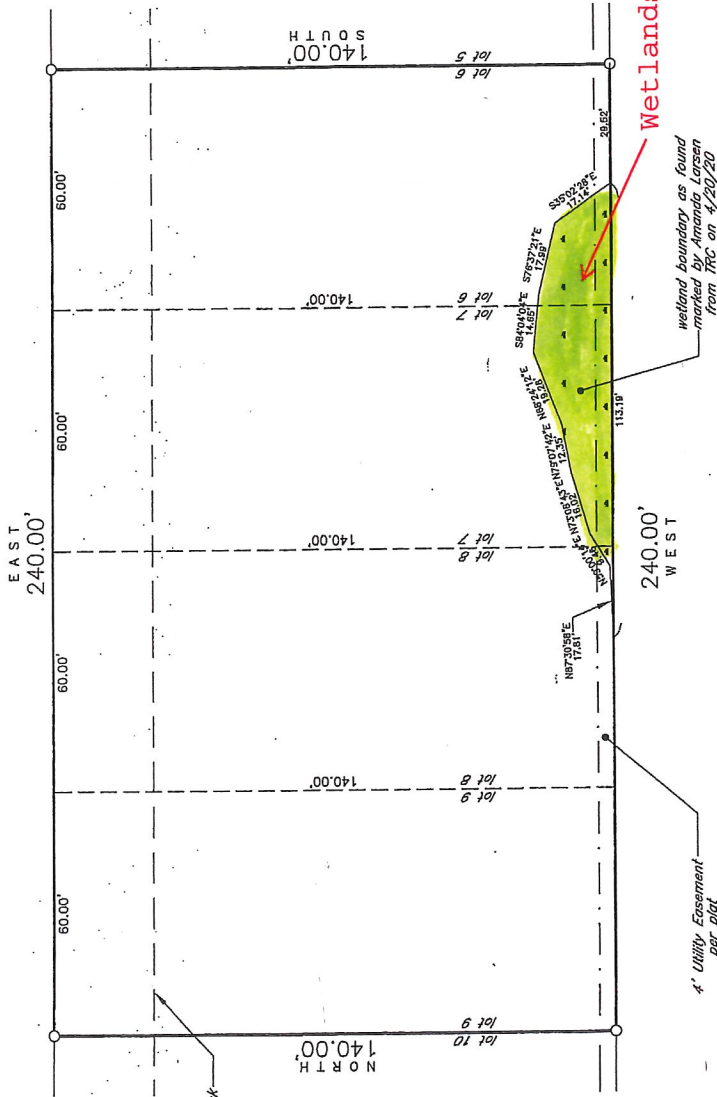 EAST
240.00'
60.00'
60.00'
60.00'
60.00'
NORTH
140.00'
lot 10
lot 9
140.00'
lot 9
lot 8
140.00'
lot 8
lot 7
140.00'
lot 7
lot 6
SOUTH
140.00'
lot 6
lot 5
N87°30'58"E
17.81'
N73°08'43"E
16.02'
N79°07'42"E
12.35'
N68°24'12"E
19.28'
S84°04'04"E
14.65'
S76°37'21"E
17.99'
S35°02'28"E
17.14'
29.52'
113.19'
240.00'
WEST
Wetlands
wetland boundary as found
marked by Amanda Larsen
from TRC on 4/20/20
4' Utility Easement
per plat